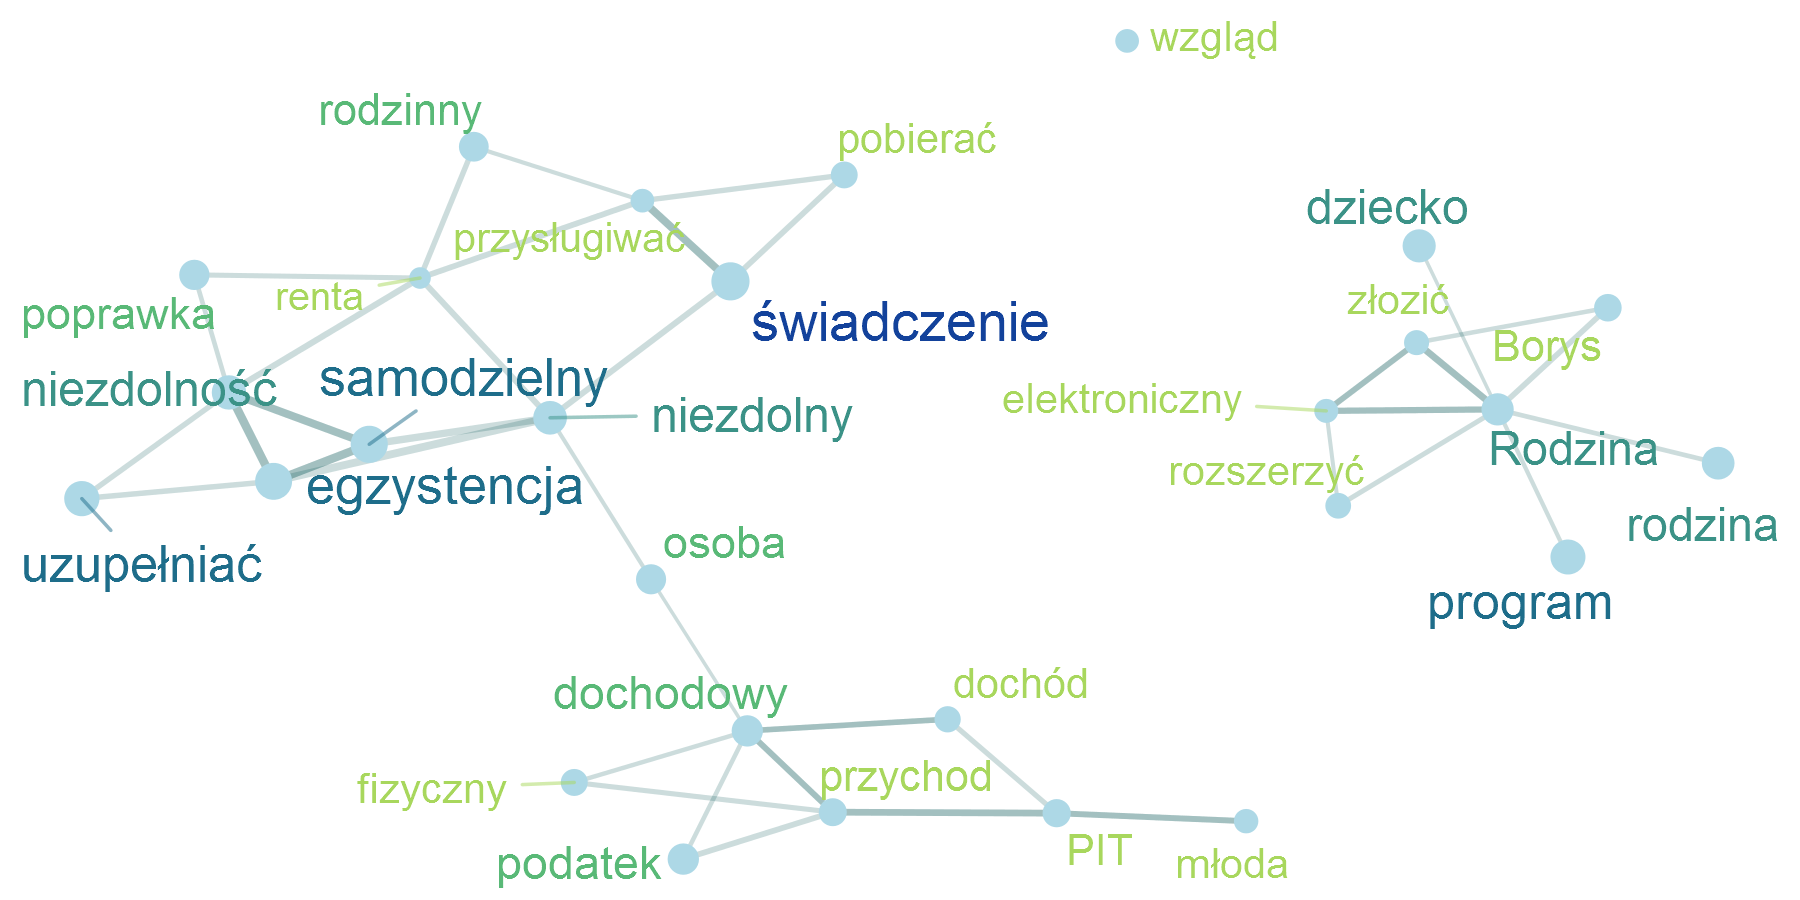 wzgląd
rodzinny
pobierać
dziecko
przysługiwać
renta
złozić
poprawka
świadczenie
Borys
samodzielny
niezdolność
elektroniczny
niezdolny
Rodzina
rozszerzyć
egzystencja
rodzina
osoba
uzupełniać
program
dochód
dochodowy
przychod
fizyczny
PIT
podatek
młoda